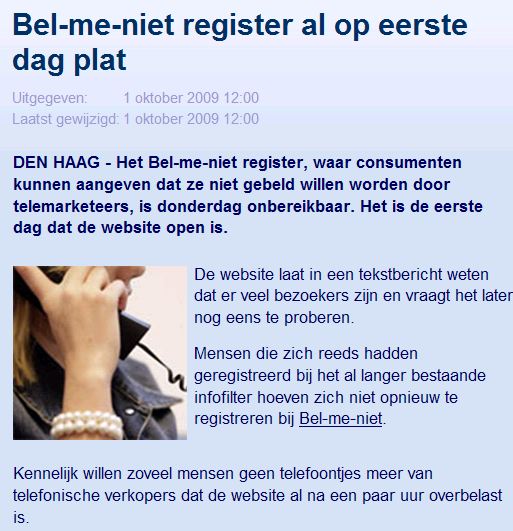 Bel-me-niet register al op eerste
dag plat
Uitgegeven: 1 oktober 2009 12:00
Laatst gewijzigd: 1 oktober 2009 12:00
DEN HAAG - Het Bel-me-niet register, waar consumenten
kunnen aangeven dat ze niet gebeld willen worden door
telemarketeers, is donderdag onbereikbaar. Het is de eerste
dag dat de website open is.
De website laat in een tekstbericht weten
dat er veel bezoekers zijn en vraagt het later
nog eens te proberen.
Mensen die zich reeds hadden
geregistreerd bij het al langer bestaande
infofilter hoeven zich niet opnieuw te
registreren bij Bel-me-niet.
Kennelijk willen zoveel mensen geen telefoontjes meer van
telefonische verkopers dat de website al na een paar uur overbelast
is.